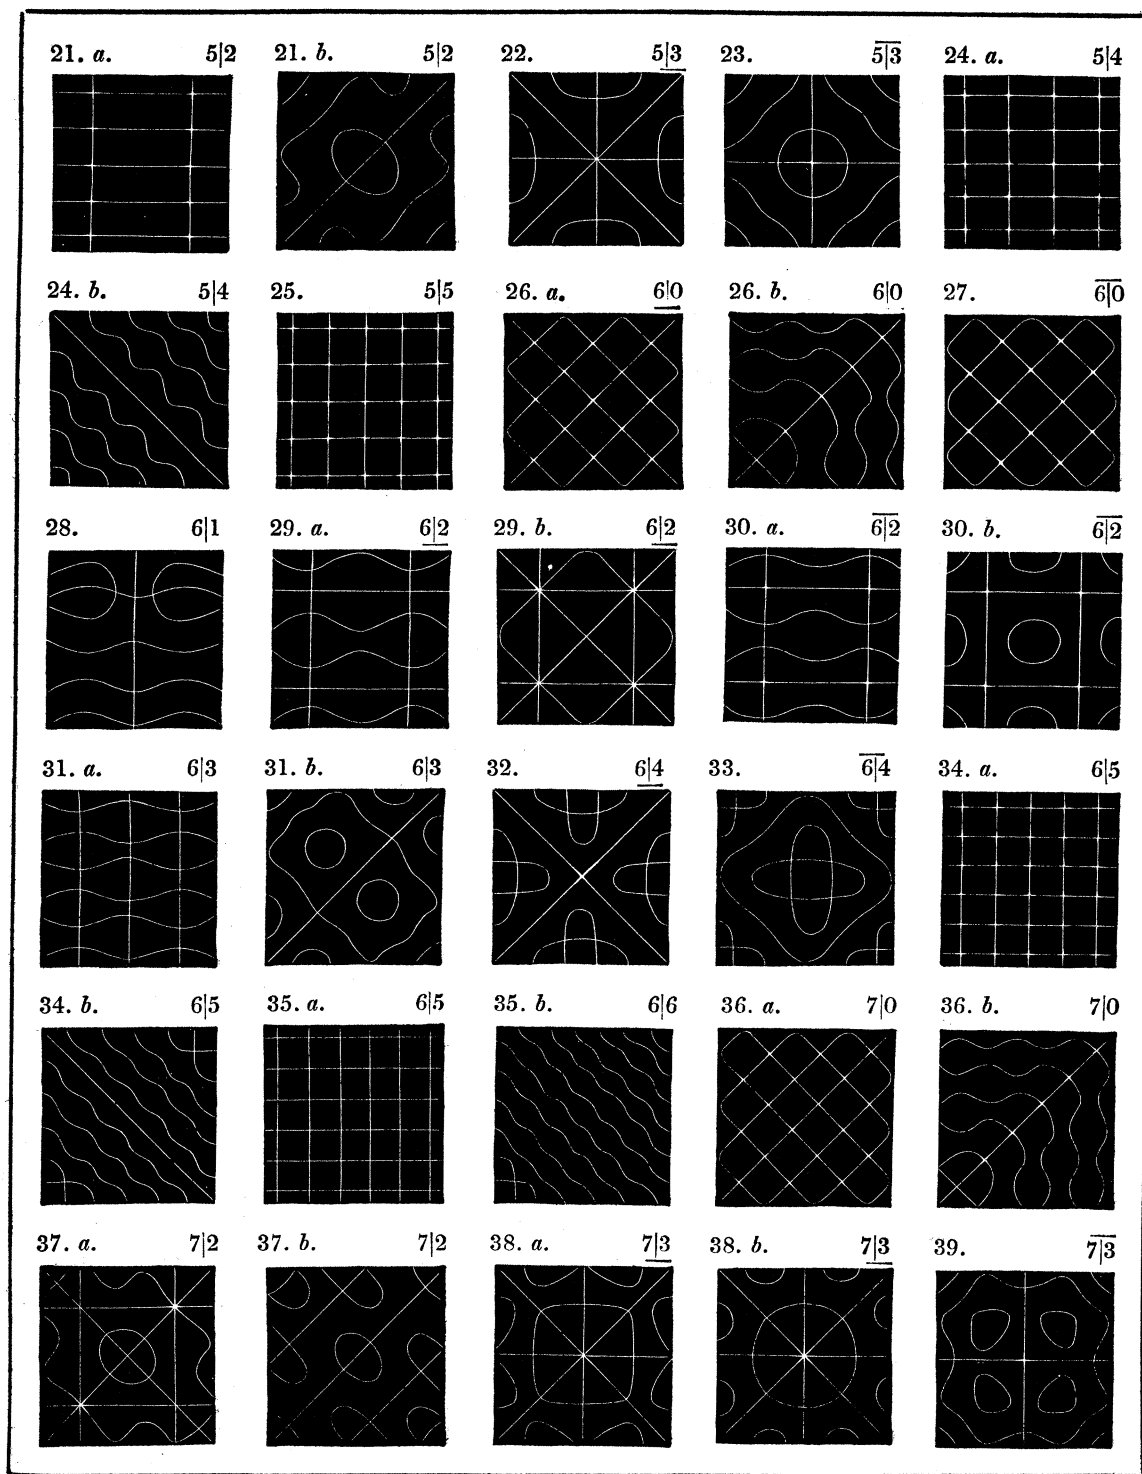 21. a. 5|2 21. b. 5|2 22. 5|3 23. 5|3 24. a. 5|4
24. b. 5|4 25. 5|5 26. a. 6|0 26. b. 6|0 27. 6|0
28. 6|1 29. a. 6|2 29. b. 6|2 30. a. 6|2 30. b. 6|2
31. a. 6|3 31. b. 6|3 32. 6|4 33. 6|4 34. a. 6|5
34. b. 6|5 35. a. 6|5 35. b. 6|6 36. a. 7|0 36. b. 7|0
37. a. 7|2 37. b. 7|2 38. a. 7|3 38. b. 7|3 39. 7|3